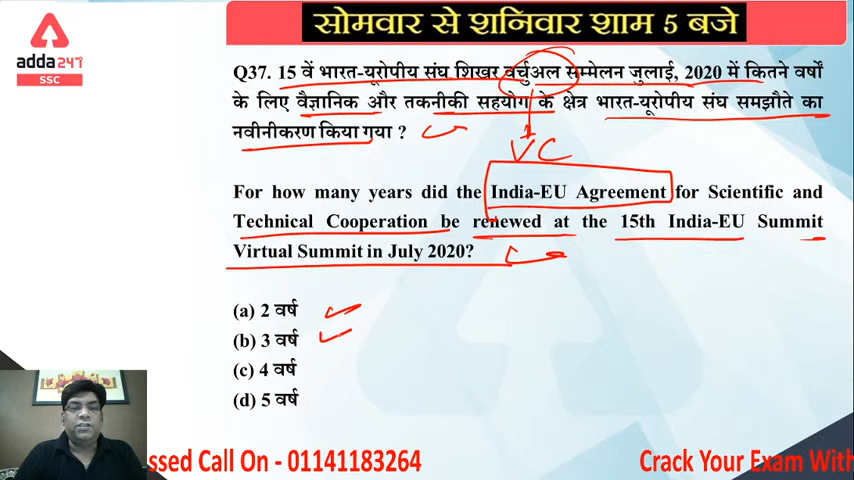 सोमवार से शनिवार शाम 5 बजे
adda247
SSC
Q37. 15 वें भारत-यूरोपीय संघ शिखर वर्चुअल सम्मेलन जुलाई, 2020 में कितने वर्षों
के लिए वैज्ञानिक और तकनीकी सहयोग के क्षेत्र भारत-यूरोपीय संघ समझौते का
नवीनीकरण किया गया ?
VC
For how many years did the India-EU Agreement for Scientific and
Technical Cooperation be renewed at the 15th India-EU Summit
Virtual Summit in July 2020?
(a) 2 वर्ष
(b) 3 वर्ष
(c) 4 वर्ष
(d) 5 वर्ष
ssed Call On - 01141183264
Crack Your Exam With